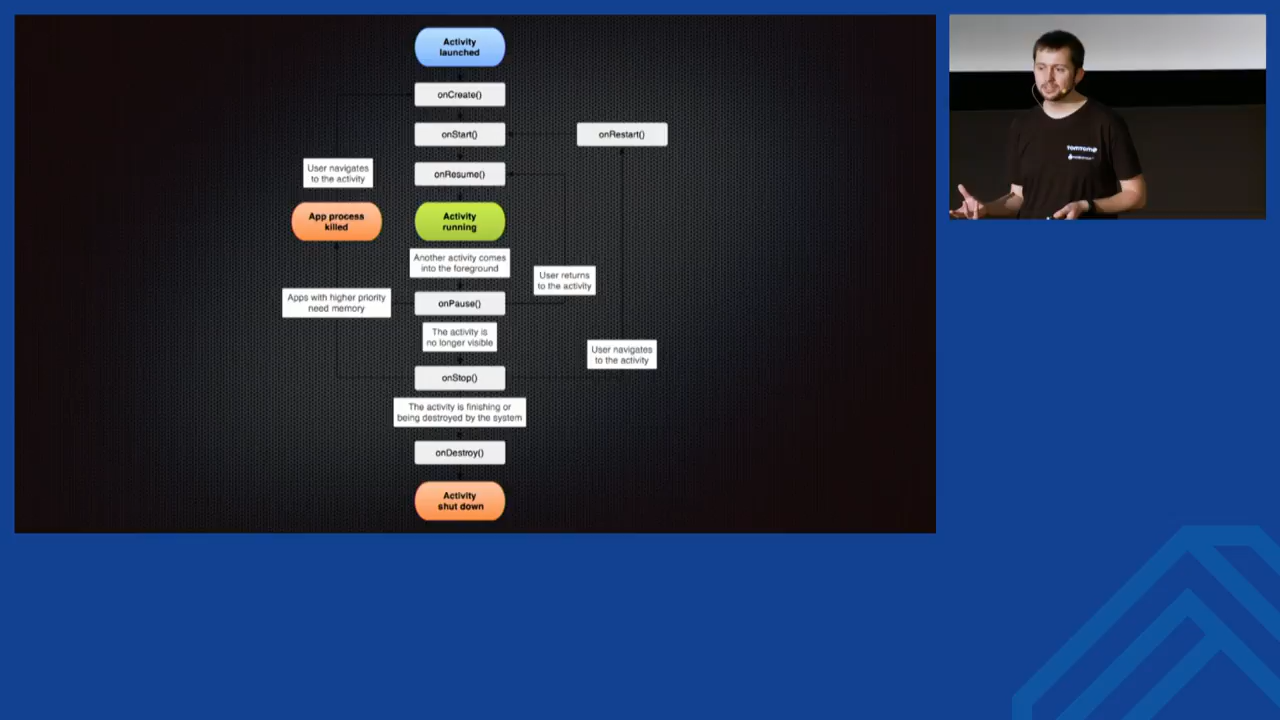 Activity
launched
onCreate()
onStart()
onRestart()
User navigates
to the activity
onResume()
App process
killed
Activity
running
Another activity comes
into the foreground
User returns
to the activity
Apps with higher priority
need memory
onPause()
The activity is
no longer visible
User navigates
to the activity
onStop()
The activity is finishing or
being destroyed by the system
onDestroy()
Activity
shut down
TOMTOM